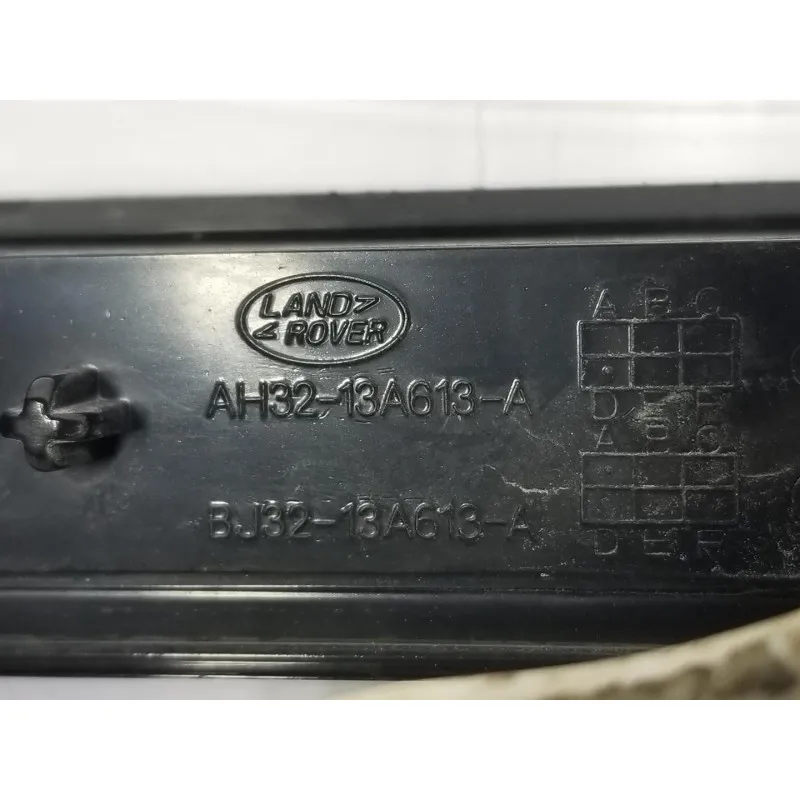 LAND
ROVER
AH32-13A613-A
BJ32-13A613-A
A B C
D E F
A B C
D E F